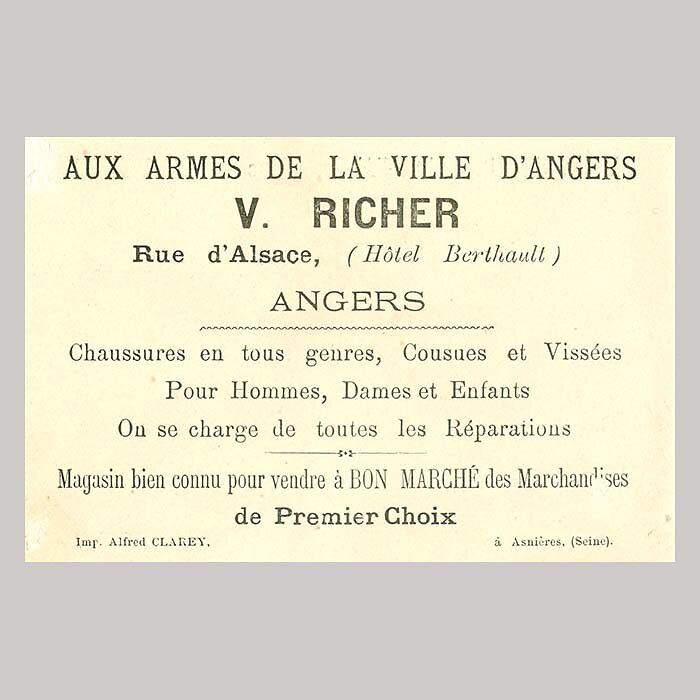 AUX ARMES DE LA VILLE D'ANGERS
V. RICHER
Rue d'Alsace, (Hôtel Berthault)
ANGERS
Chaussures en tous genres, Cousues et Vissées
Pour Hommes, Dames et Enfants
On se charge de toutes les Réparations
Magasin bien connu pour vendre à BON MARCHÉ des Marchandises
de Premier Choix
Imp. Alfred CLAREY, à Asnières, (Seine).